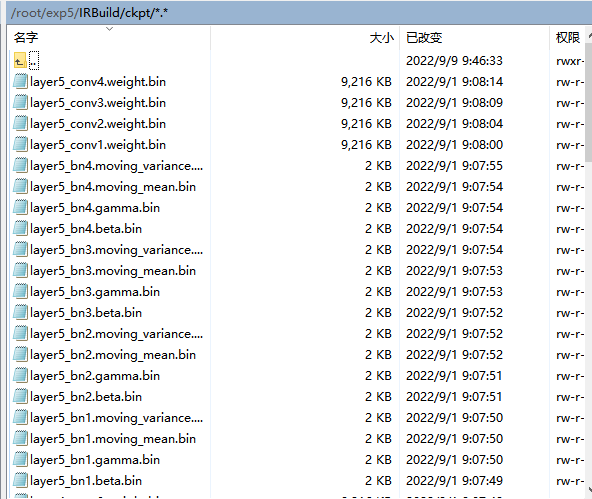 /root/exp5/IRBuild/ckpt/*.*
名字 大小 已改变 权限
.. 2022/9/9 9:46:33 rwxr-
layer5_conv4.weight.bin 9,216 KB 2022/9/1 9:08:14 rw-r-
layer5_conv3.weight.bin 9,216 KB 2022/9/1 9:08:09 rw-r-
layer5_conv2.weight.bin 9,216 KB 2022/9/1 9:08:04 rw-r-
layer5_conv1.weight.bin 9,216 KB 2022/9/1 9:08:00 rw-r-
layer5_bn4.moving_variance.... 2 KB 2022/9/1 9:07:55 rw-r-
layer5_bn4.moving_mean.bin 2 KB 2022/9/1 9:07:54 rw-r-
layer5_bn4.gamma.bin 2 KB 2022/9/1 9:07:54 rw-r-
layer5_bn4.beta.bin 2 KB 2022/9/1 9:07:54 rw-r-
layer5_bn3.moving_variance.... 2 KB 2022/9/1 9:07:54 rw-r-
layer5_bn3.moving_mean.bin 2 KB 2022/9/1 9:07:53 rw-r-
layer5_bn3.gamma.bin 2 KB 2022/9/1 9:07:53 rw-r-
layer5_bn3.beta.bin 2 KB 2022/9/1 9:07:52 rw-r-
layer5_bn2.moving_variance.... 2 KB 2022/9/1 9:07:52 rw-r-
layer5_bn2.moving_mean.bin 2 KB 2022/9/1 9:07:52 rw-r-
layer5_bn2.gamma.bin 2 KB 2022/9/1 9:07:51 rw-r-
layer5_bn2.beta.bin 2 KB 2022/9/1 9:07:51 rw-r-
layer5_bn1.moving_variance.... 2 KB 2022/9/1 9:07:50 rw-r-
layer5_bn1.moving_mean.bin 2 KB 2022/9/1 9:07:50 rw-r-
layer5_bn1.gamma.bin 2 KB 2022/9/1 9:07:50 rw-r-
layer5_bn1.beta.bin 2 KB 2022/9/1 9:07:49 rw-r-